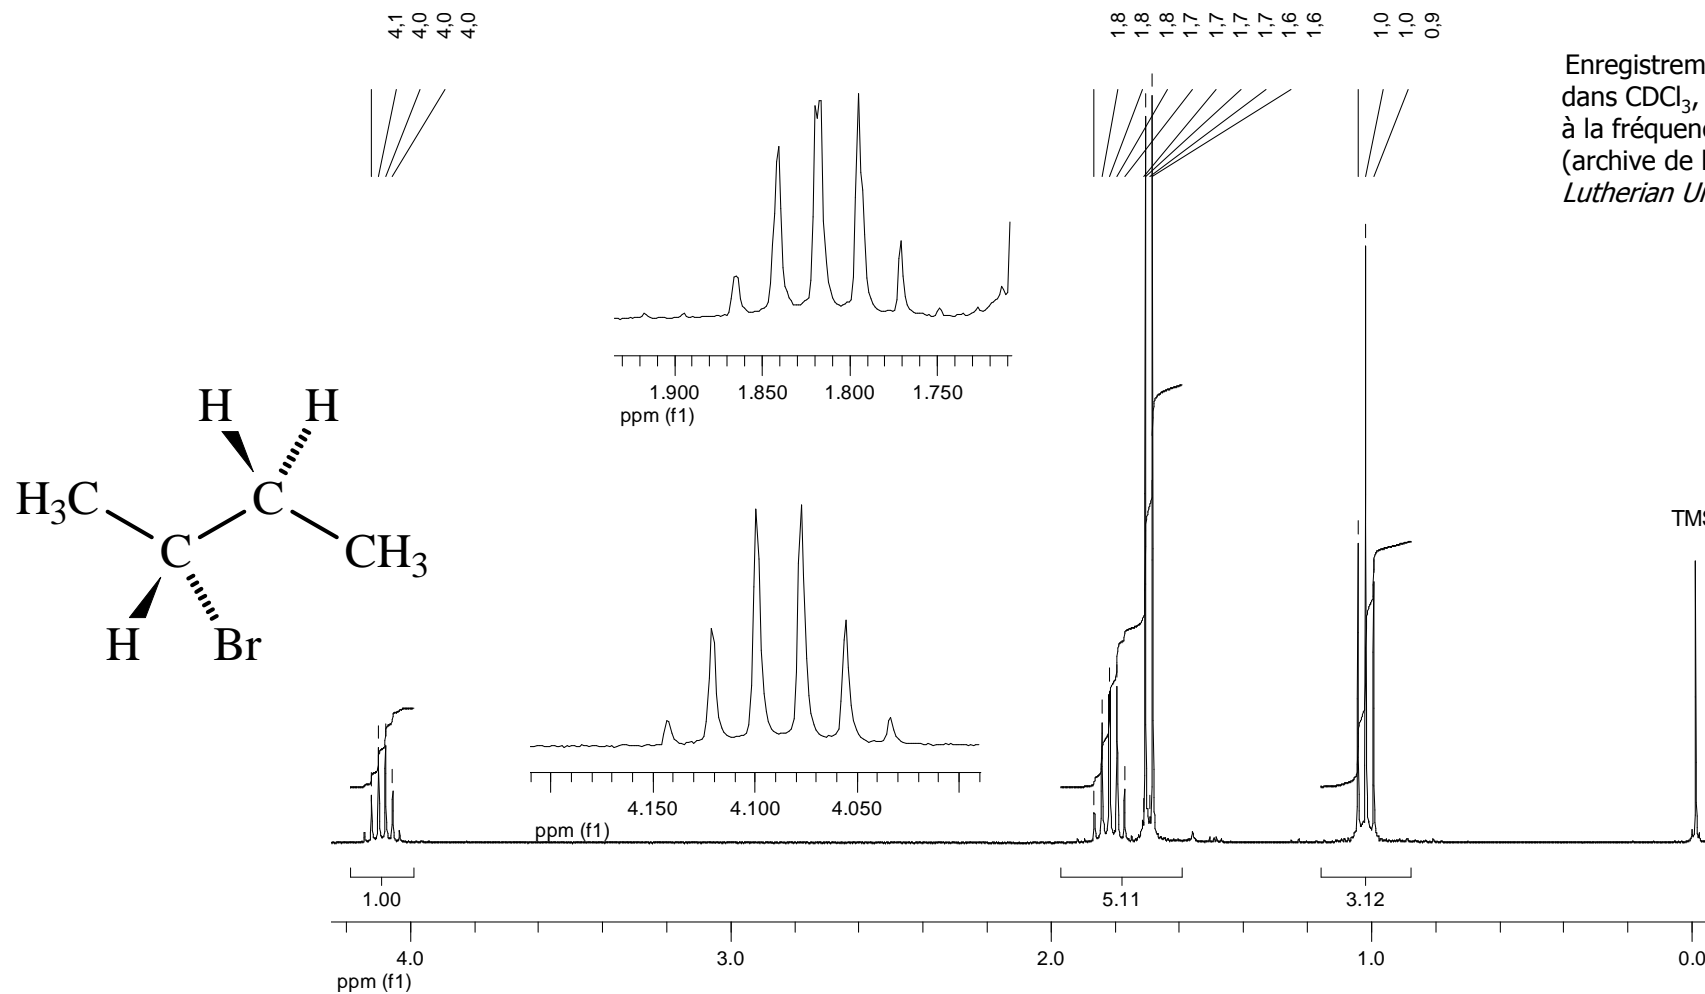 4,1
4,0
4,0
4,0
1,8
1,8
1,8
1,7
1,7
1,7
1,7
1,6
1,6
1,0
1,0
0,9
dans CDCl₃,
à la
(archive de
Lutherian
1.900 1.850 1.800 1.750
ppm (f1)
H H
H₃C C
C CH₃
H Br
TMS
4.150 4.100 4.050
ppm (f1)
1.00 5.11 3.12
4.0 3.0 2.0 1.0 0.0
ppm (f1)